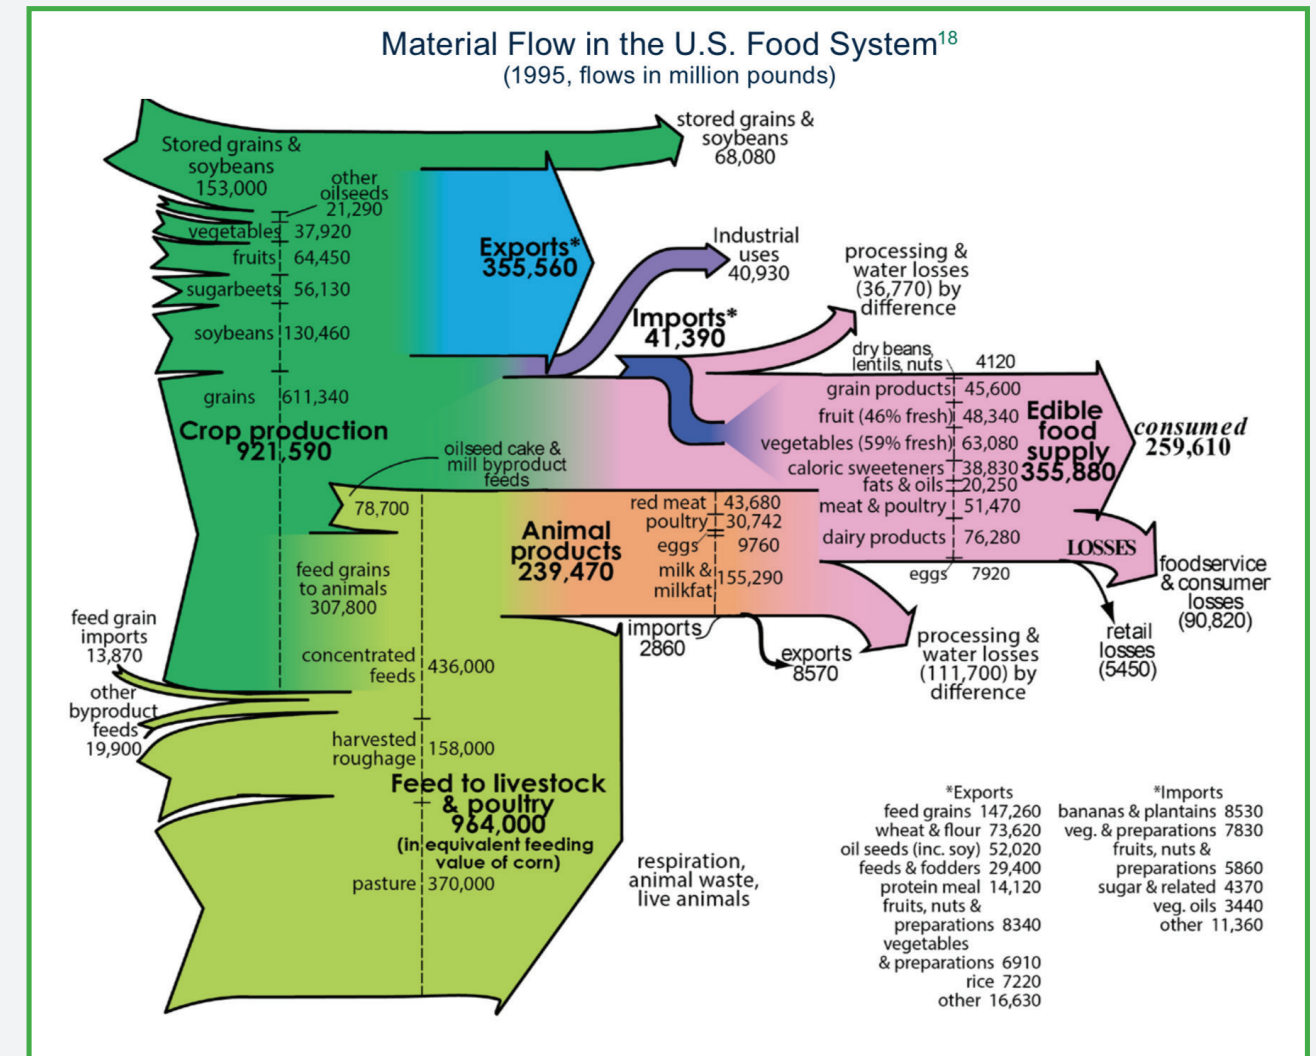 Material Flow in the U.S. Food System18
(1995, flows in million pounds)
stored grains &
soybeans
68,080
Stored grains &
soybeans
153,000
other
oilseeds
21,290
vegetables 37,920
fruits 64,450
sugarbeets 56,130
soybeans 130,460
grains 611,340
Crop production
921,590
Exports*
355,560
Industrial
uses
40,930
Imports*
41,390
processing &
water losses
(36,770) by
difference
dry beans,
lentils, nuts 4120
grain products 45,600
fruit (46% fresh) 48,340
vegetables (59% fresh) 63,080
caloric sweeteners 38,830
fats & oils 20,250
meat & poultry 51,470
dairy products 76,280
eggs 7920
Edible
food
supply
355,880
consumed
259,610
LOSSES
foodservice
& consumer
losses
(90,820)
retail
losses
(5450)
oilseed cake &
mill byproduct
feeds
78,700
Animal
products
239,470
red meat 43,680
poultry 30,742
eggs 9760
milk &
milkfat 155,290
imports
2860
exports
8570
processing &
water losses
(111,700) by
difference
feed grains
to animals
307,800
feed grain
imports
13,870
other
byproduct
feeds
19,900
concentrated
feeds 436,000
harvested
roughage 158,000
Feed to livestock
& poultry
964,000
(in equivalent feeding
value of corn)
pasture 370,000
respiration,
animal waste,
live animals
*Exports
feed grains 147,260
wheat & flour 73,620
oil seeds (inc. soy) 52,020
feeds & fodders 29,400
protein meal 14,120
fruits, nuts &
preparations 8340
vegetables
& preparations 6910
rice 7220
other 16,630
*Imports
bananas & plantains 8530
veg. & preparations 7830
fruits, nuts &
preparations 5860
sugar & related 4370
veg. oils 3440
other 11,360